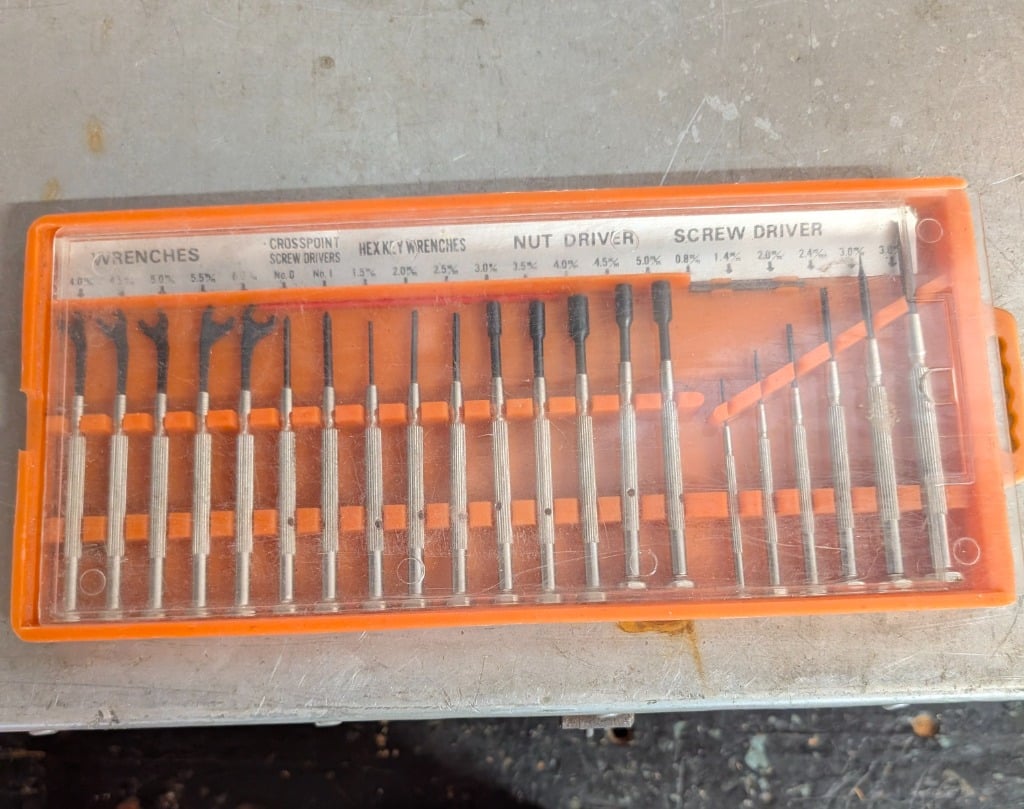 WRENCHES
CROSSPOINT
SCREW DRIVERS
HEX KEY WRENCHES
NUT DRIVER
SCREW DRIVER
4.0% 4.5% 5.0% 5.5% No. 0 No. 1 1.5% 2.0% 2.5% 3.0% 3.5% 4.0% 4.5% 5.0% 0.8% 1.4% 2.0% 2.4% 3.0%